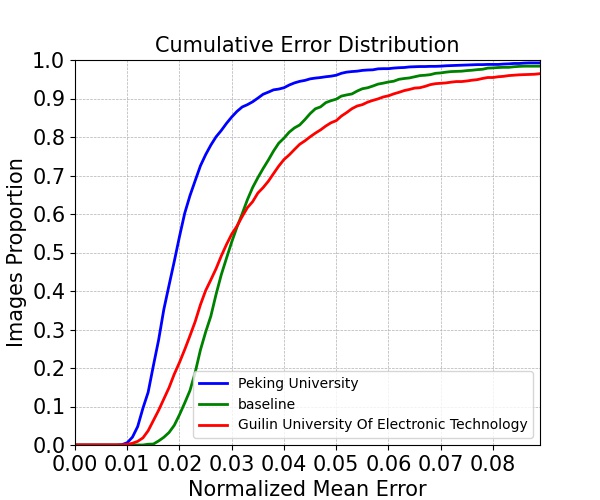 Cumulative Error Distribution
1.0
0.9
0.8
0.7
0.6
0.5
0.4
0.3
0.2
0.1
0.0
Images Proportion
Peking University
baseline
Guilin University Of Electronic Technology
0.00 0.01 0.02 0.03 0.04 0.05 0.06 0.07 0.08
Normalized Mean Error